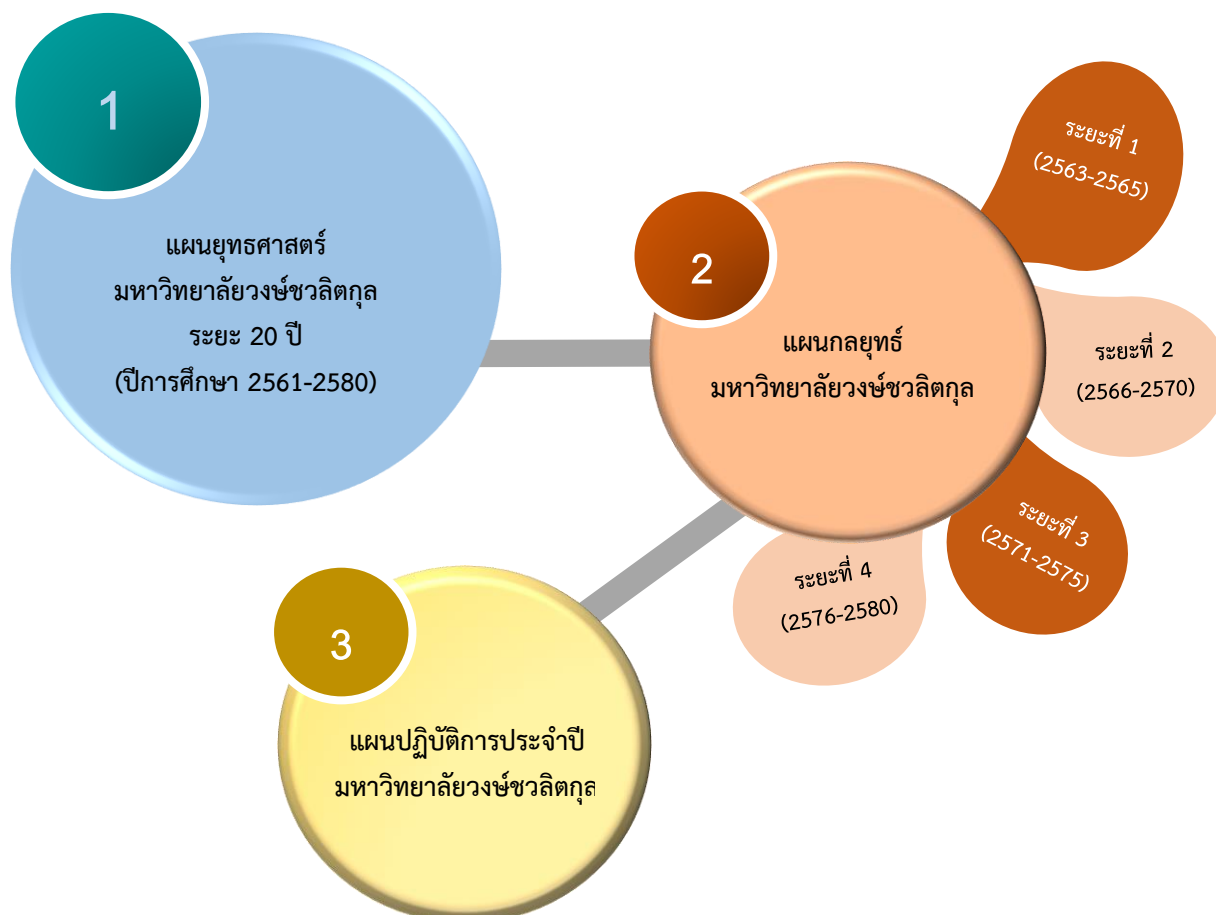 1
แผนยุทธศาสตร์
มหาวิทยาลัยวงษ์ชวลิตกุล
ระยะ 20 ปี
(ปีการศึกษา 2561-2580)
2
แผนกลยุทธ์
มหาวิทยาลัยวงษ์ชวลิตกุล
ระยะที่ 1
(2563-2565)
ระยะที่ 2
(2566-2570)
ระยะที่ 3
(2571-2575)
ระยะที่ 4
(2576-2580)
3
แผนปฏิบัติการประจำปี
มหาวิทยาลัยวงษ์ชวลิตกุล